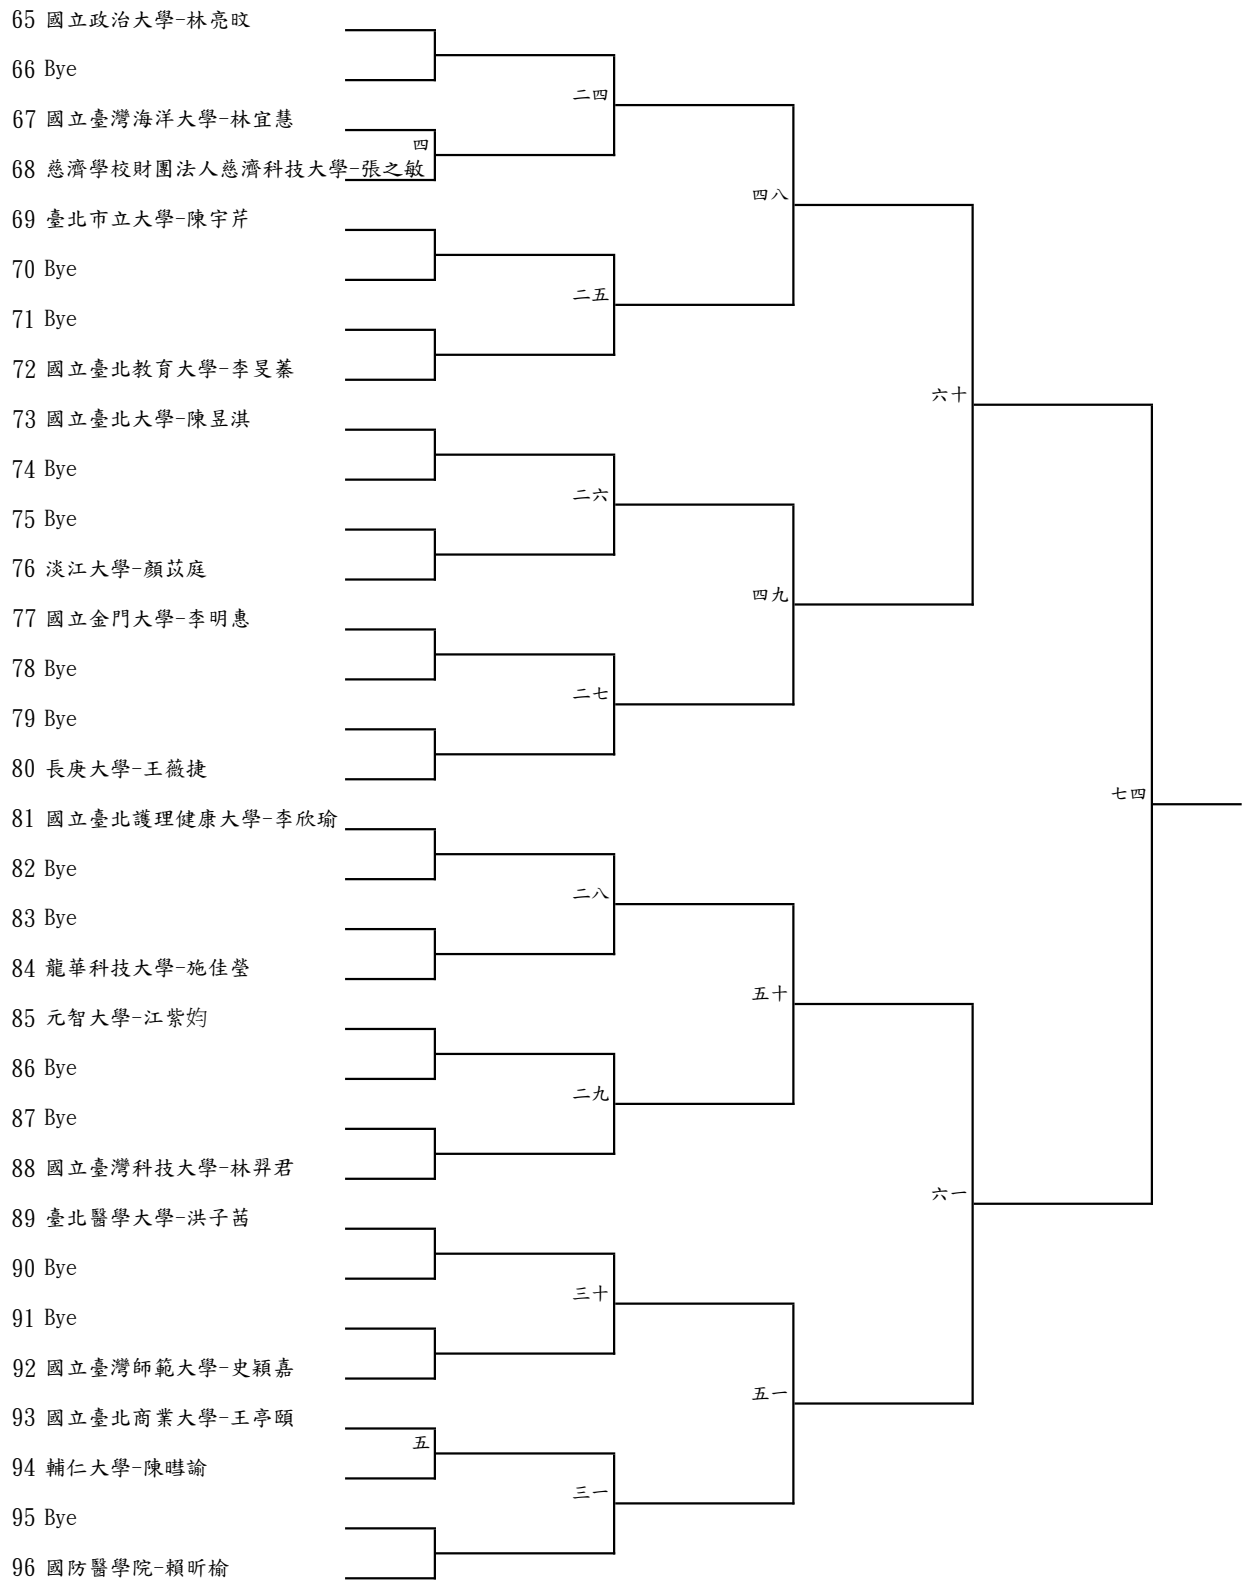 65 國立政治大學-林亮旼
66 Bye
二四
67 國立臺灣海洋大學-林宜慧
四
68 慈濟學校財團法人慈濟科技大學-張之敏
四八
69 臺北市立大學-陳宇芹
70 Bye
二五
71 Bye
72 國立臺北教育大學-李旻蓁
六十
73 國立臺北大學-陳昱淇
74 Bye
二六
75 Bye
76 淡江大學-顏苡庭
四九
77 國立金門大學-李明惠
78 Bye
二七
79 Bye
80 長庚大學-王薇捷
七四
81 國立臺北護理健康大學-李欣瑜
82 Bye
二八
83 Bye
84 龍華科技大學-施佳瑩
五十
85 元智大學-江紫妁
86 Bye
二九
87 Bye
88 國立臺灣科技大學-林羿君
六一
89 臺北醫學大學-洪子茜
90 Bye
三十
91 Bye
92 國立臺灣師範大學-史穎嘉
五一
93 國立臺北商業大學-王亭頤
五
94 輔仁大學-陳暳諭
三一
95 Bye
96 國防醫學院-賴昕榆